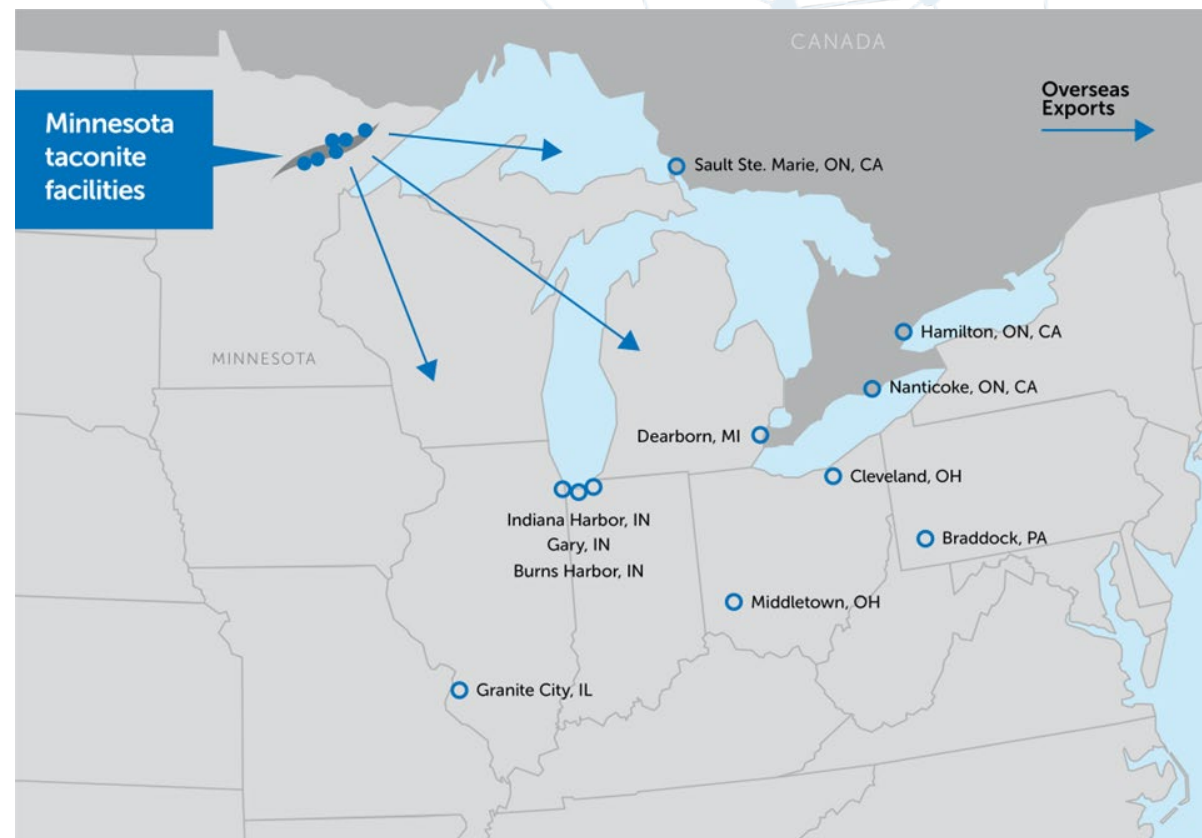 CANADA
Overseas
Exports
Minnesota
taconite
facilities
Sault Ste. Marie, ON, CA
Hamilton, ON, CA
MINNESOTA
Nanticoke, ON, CA
Dearborn, MI
Cleveland, OH
Indiana Harbor, IN
Gary, IN
Burns Harbor, IN
Braddock, PA
Middletown, OH
Granite City, IL